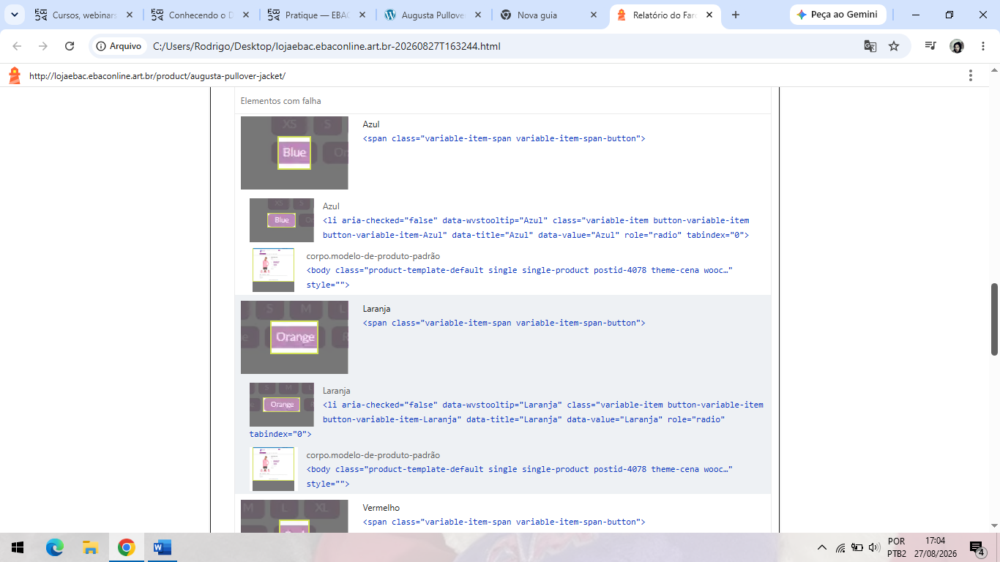 Cursos, webinars
Conhecendo o D
Pratique — EBAC
Augusta Pullove
Nova guia
Relatório do Far
Peça ao Gemini
Arquivo
C:/Users/Rodrigo/Desktop/lojaebac.ebaconline.art.br-20260827T163244.html
http://lojaebac.ebaconline.art.br/product/augusta-pullover-jacket/
Elementos com falha
XS S
Blue
Or
Azul
<span class="variable-item-span variable-item-span-button">
XS S
Blue
Azul
<li aria-checked="false" data-wvstooltip="Azul" class="variable-item button-variable-item
button-variable-item-Azul" data-title="Azul" data-value="Azul" role="radio" tabindex="0">
corpo.modelo-de-produto-padrão
<body class="product-template-default single single-product postid-4078 theme-cena wooc…"
style="">
S M L
Orange
Laranja
<span class="variable-item-span variable-item-span-button">
S M L
Orange
Laranja
<li aria-checked="false" data-wvstooltip="Laranja" class="variable-item button-variable-item
button-variable-item-Laranja" data-title="Laranja" data-value="Laranja" role="radio"
tabindex="0">
corpo.modelo-de-produto-padrão
<body class="product-template-default single single-product postid-4078 theme-cena wooc…"
style="">
M L XL
Vermelho
<span class="variable-item-span variable-item-span-button">
POR
PTB2
17:04
27/08/2026
4